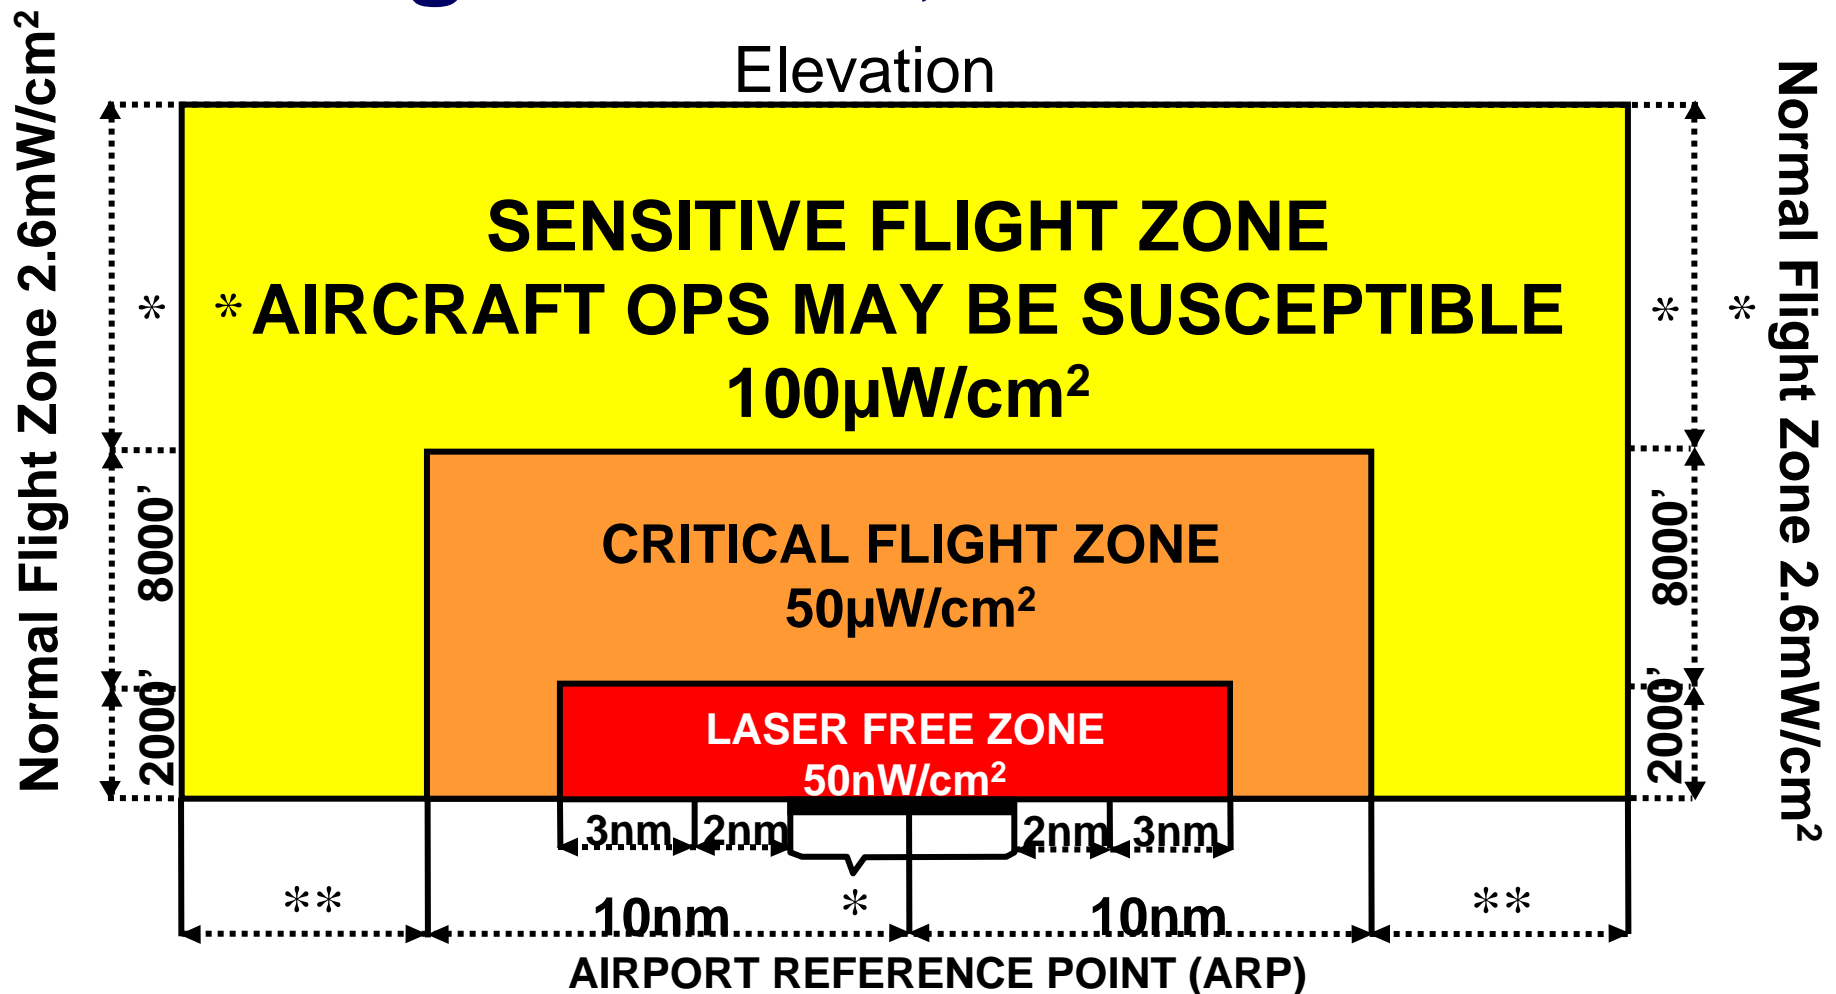 Elevation
Normal Flight Zone 2.6mW/cm²
Normal Flight Zone 2.6mW/cm²
SENSITIVE FLIGHT ZONE
* * AIRCRAFT OPS MAY BE SUSCEPTIBLE * *
100µW/cm²
8000’
8000’
CRITICAL FLIGHT ZONE
50µW/cm²
2000’
2000’
LASER FREE ZONE
50nW/cm²
3nm 2nm 2nm 3nm
** 10nm * 10nm **
AIRPORT REFERENCE POINT (ARP)